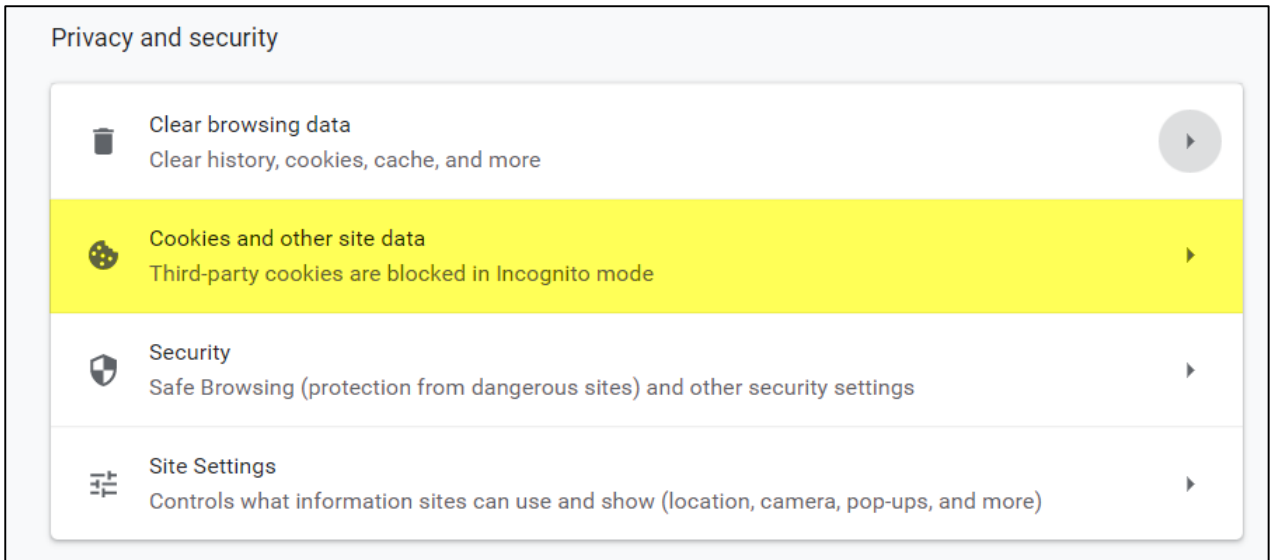 Privacy and security
Clear browsing data
Clear history, cookies, cache, and more
Cookies and other site data
Third-party cookies are blocked in Incognito mode
Security
Safe Browsing (protection from dangerous sites) and other security settings
Site Settings
Controls what information sites can use and show (location, camera, pop-ups, and more)